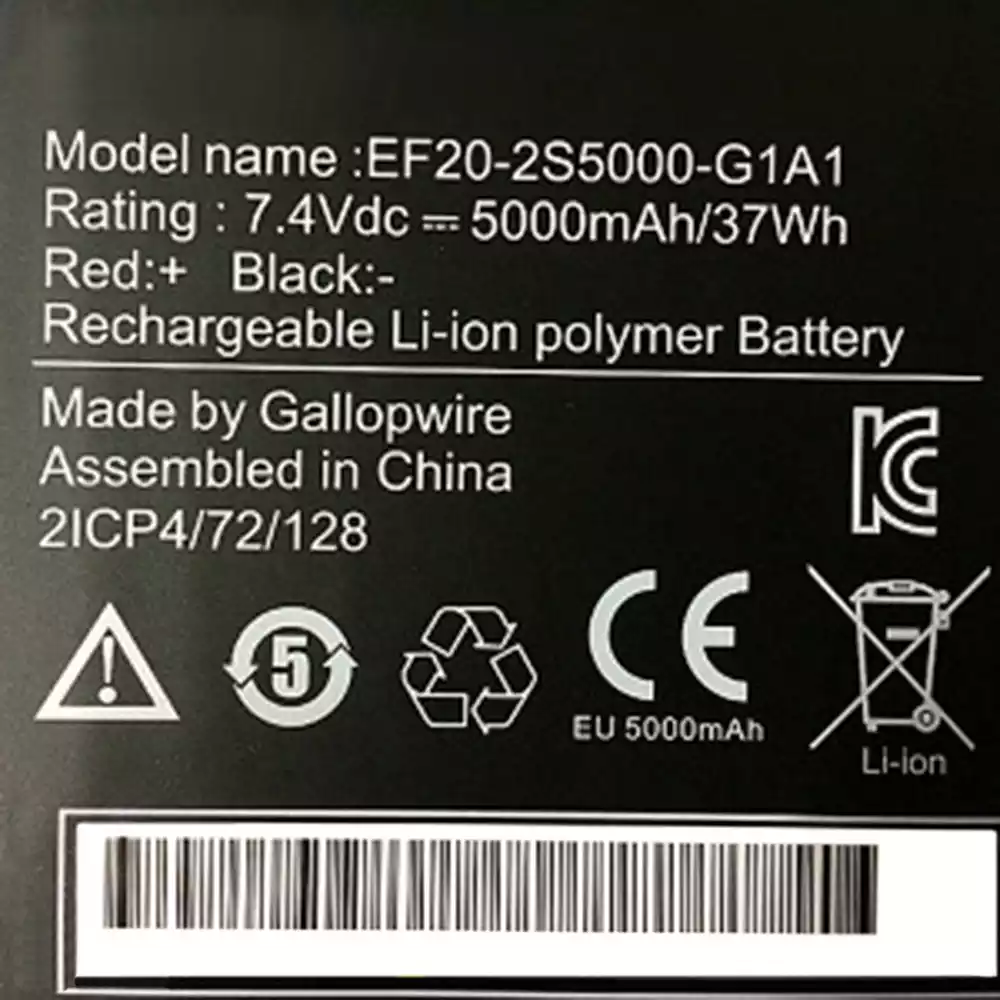 Model name :EF20-2S5000-G1A1
Rating : 7.4Vdc ⎓ 5000mAh/37Wh
Red:+ Black:-
Rechargeable Li-ion polymer Battery
Made by Gallopwire
Assembled in China
2ICP4/72/128
5
CE
EU 5000mAh
Li-ion